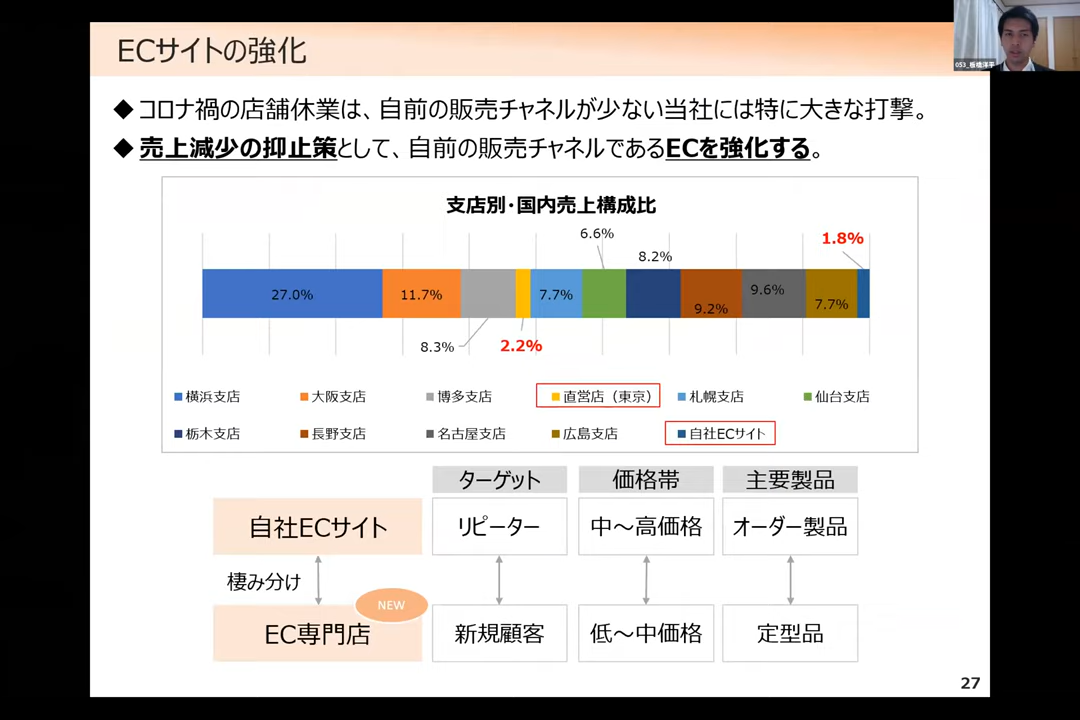 ECサイトの強化
◆ コロナ禍の店舗休業は、自前の販売チャネルが少ない当社には特に大きな打撃。
◆ 売上減少の抑止策として、自前の販売チャネルであるECを強化する。
支店別・国内売上構成比
6.6%
1.8%
8.2%
27.0%
11.7%
7.7%
9.2%
9.6%
7.7%
8.3%
2.2%
横浜支店 大阪支店 博多支店 直営店（東京） 札幌支店 仙台支店
栃木支店 長野支店 名古屋支店 広島支店 自社ECサイト
ターゲット 価格帯 主要製品
自社ECサイト リピーター 中～高価格 オーダー製品
棲み分け
NEW
EC専門店 新規顧客 低～中価格 定型品
27